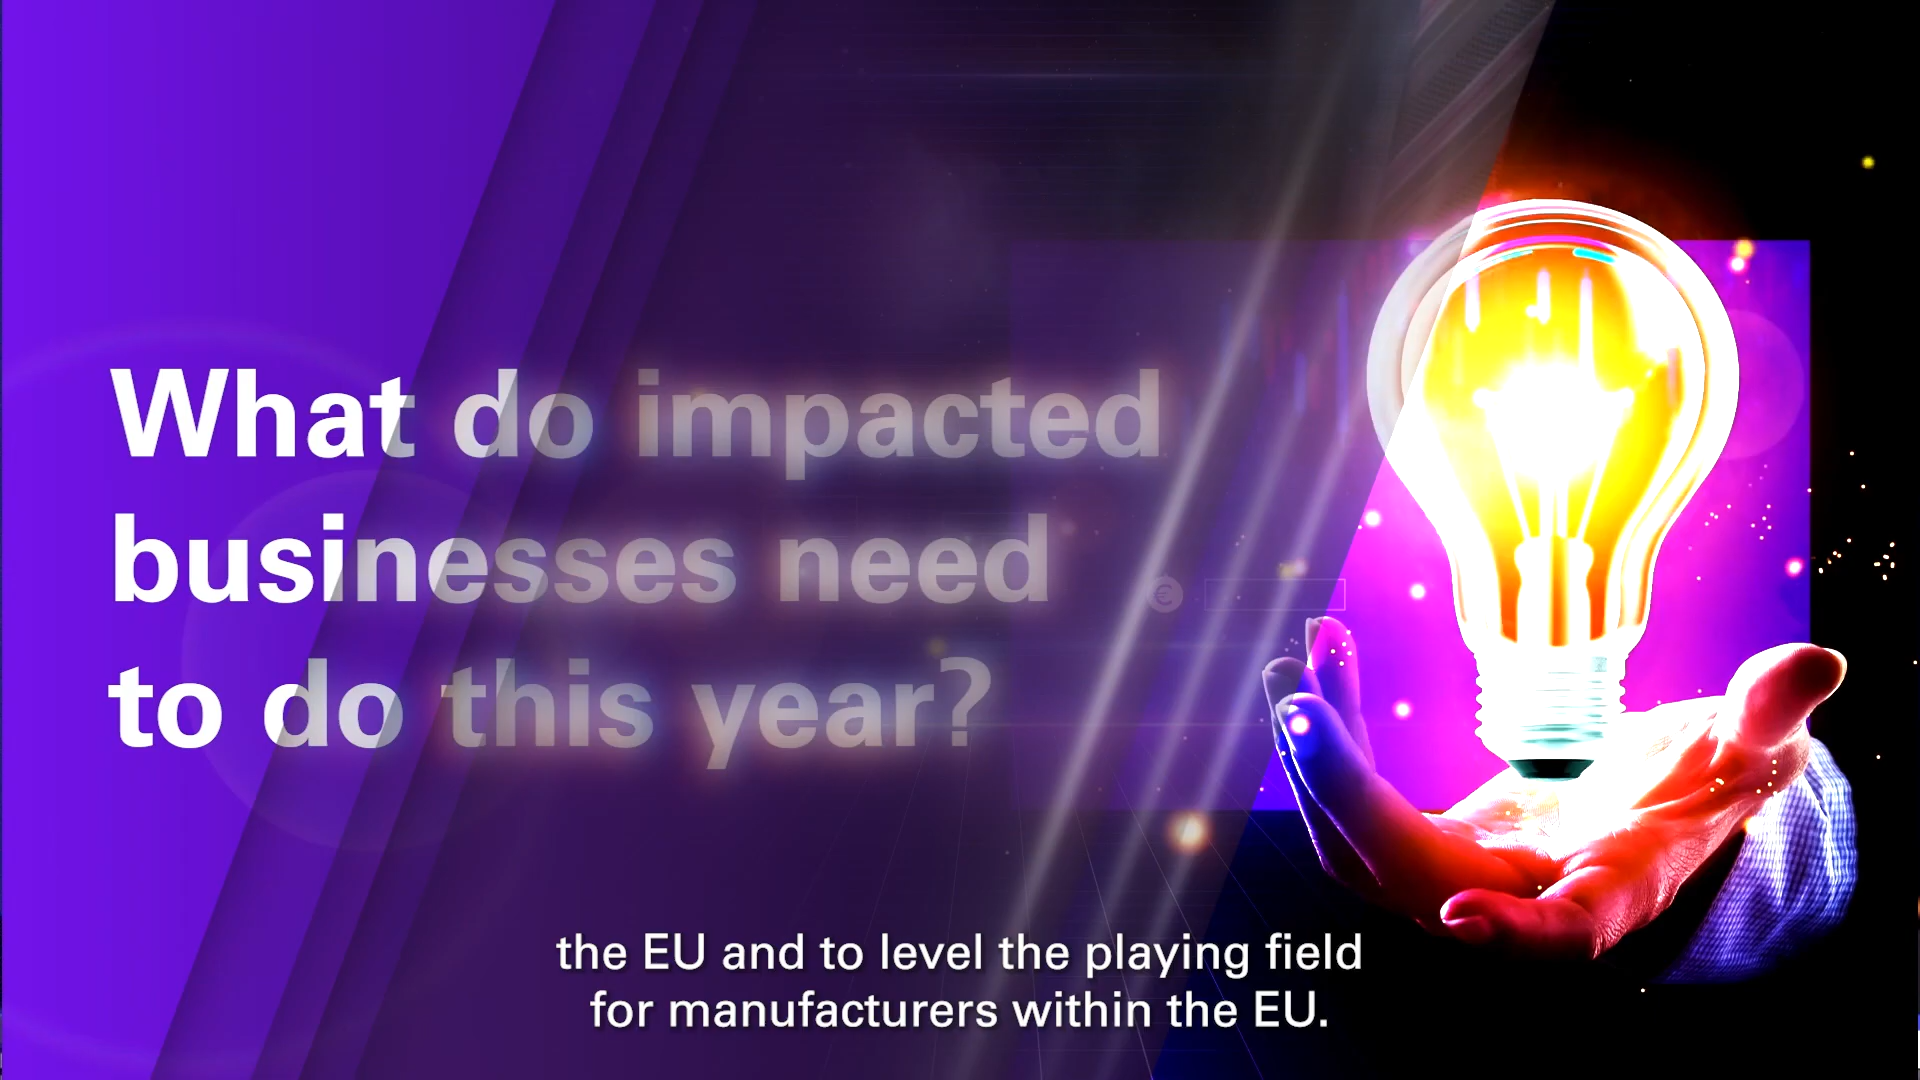 What do impacted
businesses need
to do this year?
€
the EU and to level the playing field
for manufacturers within the EU.